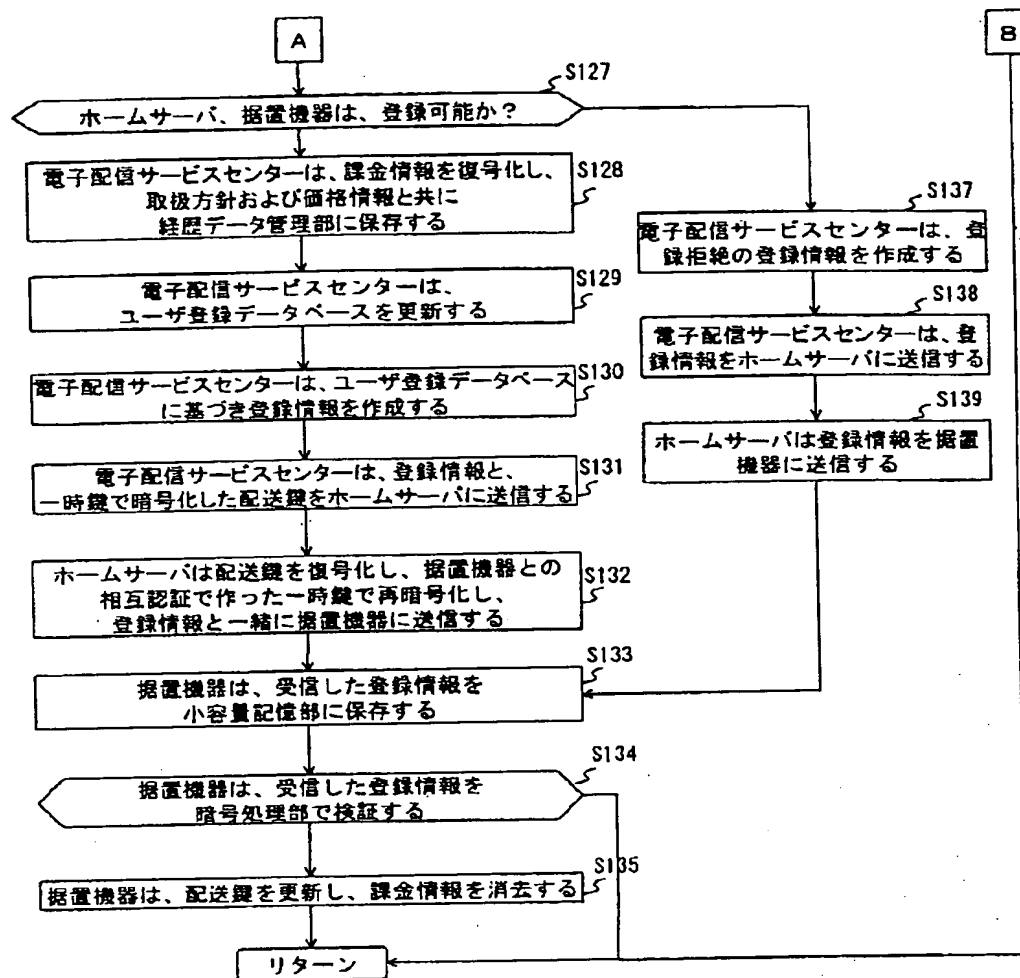 A
B
S127
ホームサーバ、据置機器は、登録可能か?
電子配信サービスセンターは、課金情報を復号化し、
取扱方針および価格情報と共に
経歴データ管理部に保存する
S128
電子配信サービスセンターは、
ユーザ登録データベースを更新する
S129
電子配信サービスセンターは、ユーザ登録データベース
に基づき登録情報を作成する
S130
電子配信サービスセンターは、登録情報と、
一時鍵で暗号化した配送鍵をホームサーバに送信する
S131
ホームサーバは配送鍵を復号化し、据置機器との
相互認証で作った一時鍵で再暗号化し、
登録情報と一緒に据置機器に送信する
S132
S133
据置機器は、受信した登録情報を
小容量記憶部に保存する
S134
据置機器は、受信した登録情報を
暗号処理部で検証する
S135
据置機器は、配送鍵を更新し、課金情報を消去する
リターン
S137
電子配信サービスセンターは、登
録拒絶の登録情報を作成する
S138
電子配信サービスセンターは、登
録情報をホームサーバに送信する
S139
ホームサーバは登録情報を据置
機器に送信する